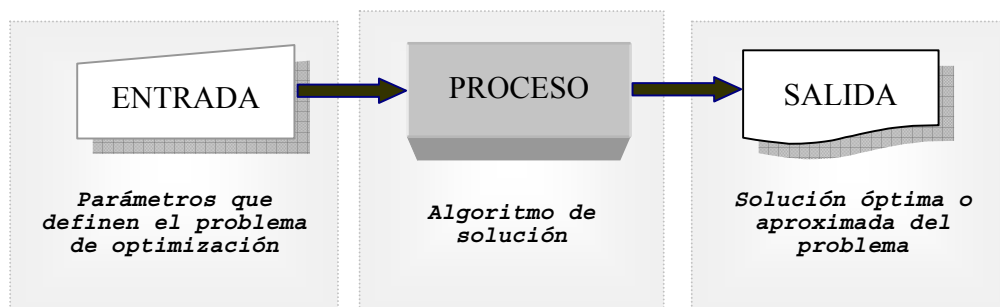 ENTRADA
Parámetros que
definen el problema
de optimización
PROCESO
Algoritmo de
solución
SALIDA
Solución óptima o
aproximada del
problema